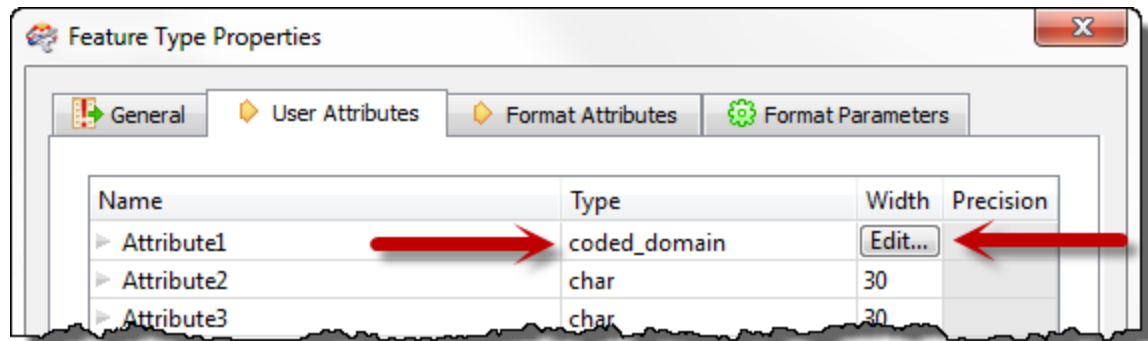 Feature Type Properties
General User Attributes Format Attributes Format Parameters
Name Type Width Precision
Attribute1 coded_domain Edit...
Attribute2 char 30
Attribute3 char 30